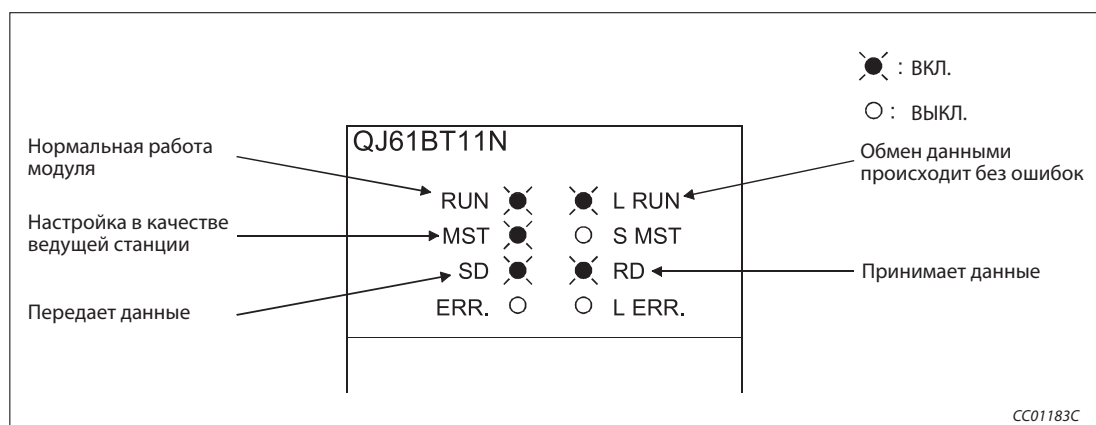 : ВКЛ.
: ВЫКЛ.
QJ61BT11N
Нормальная работа
модуля
Обмен данными
происходит без ошибок
RUN
L RUN
Настройка в качестве
ведущей станции
MST
S MST
SD
RD
Принимает данные
Передает данные
ERR.
L ERR.
CC01183C